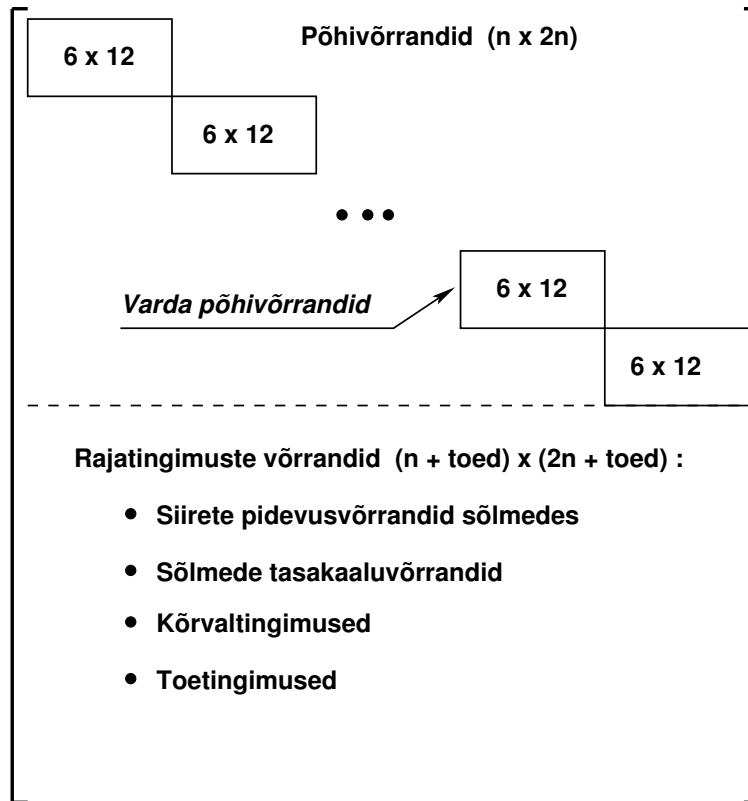 Põhivõrrandid (n x 2n)
6 x 12
6 x 12
6 x 12
Varda põhivõrrandid
6 x 12
Rajatingimuste võrrandid (n + toed) x (2n + toed) :
• Siirete pidevusvõrrandid sõlmedes
• Sõlmede tasakaaluvõrrandid
• Kõrvaltingimused
• Toetingimused